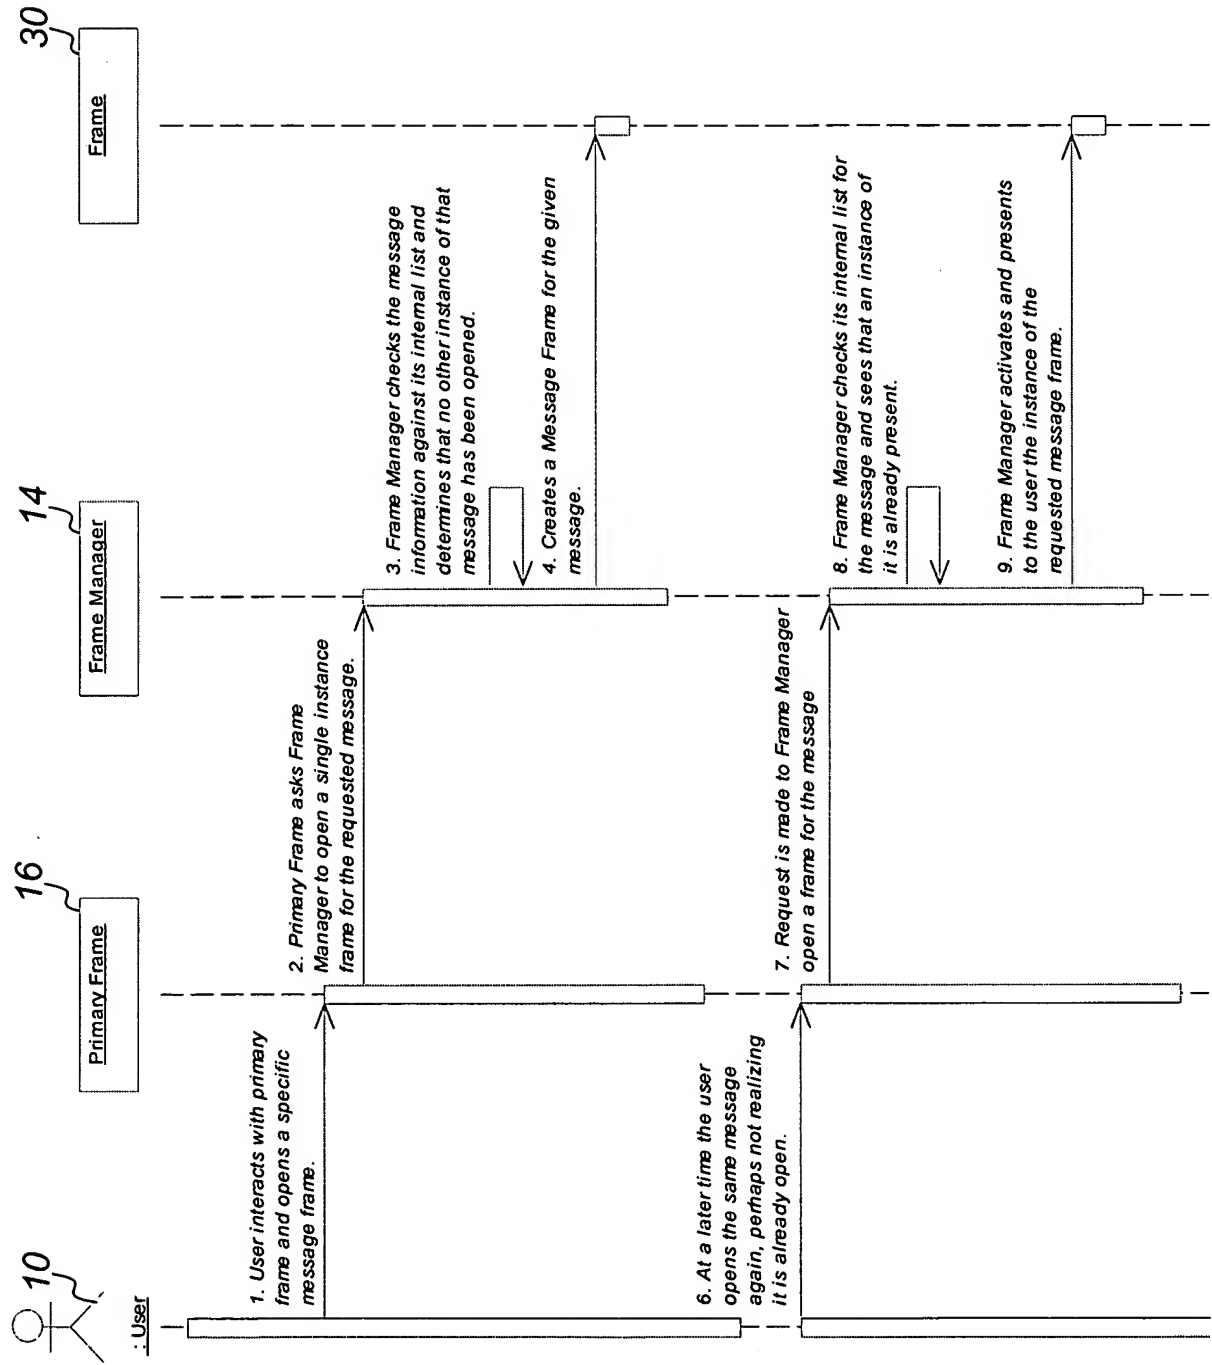 10
: User
16
Primary Frame
14
Frame Manager
30
Frame
1. User interacts with primary
frame and opens a specific
message frame.
2. Primary Frame asks Frame
Manager to open a single instance
frame for the requested message.
3. Frame Manager checks the message
information against its internal list and
determines that no other instance of that
message has been opened.
4. Creates a Message Frame for the given
message.
6. At a later time the user
opens the same message
again, perhaps not realizing
it is already open.
7. Request is made to Frame Manager
open a frame for the message
8. Frame Manager checks its internal list for
the message and sees that an instance of
it is already present.
9. Frame Manager activates and presents
to the user the instance of the
requested message frame.